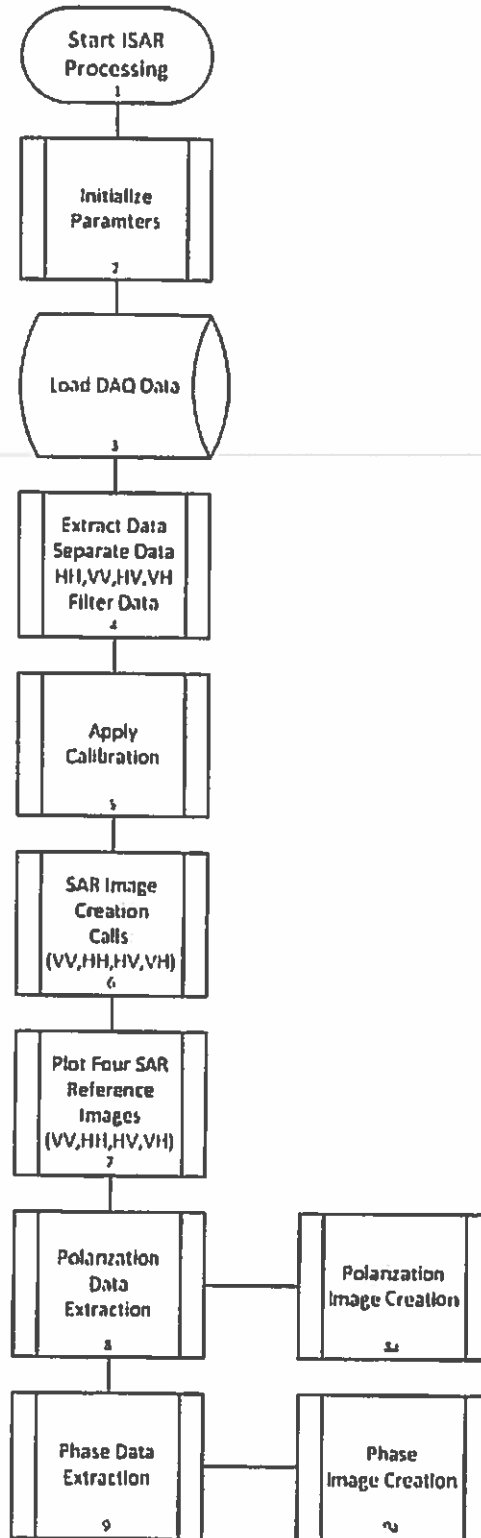 Start ISAR
Processing
1
Initialize
Paramters
2
Load DAQ Data
3
Extract Data
Separate Data
HH,VV,HV,VH
Filter Data
4
Apply
Calibration
5
SAR Image
Creation
Calls
(VV,HH,HV,VH)
6
Plot Four SAR
Reference
Images
(VV,HH,HV,VH)
7
Polarization
Data
Extraction
8
Polarization
Image Creation
Phase Data
Extraction
9
Phase
Image Creation